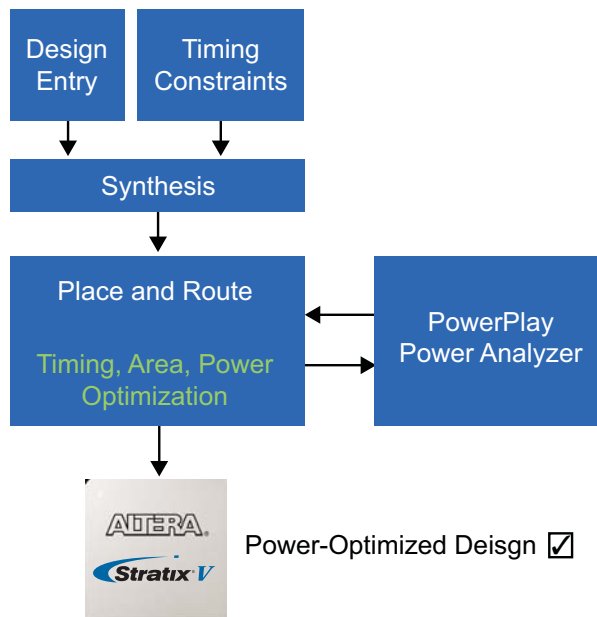 Design
Entry
Timing
Constraints
Synthesis
Place and Route
Timing, Area, Power
Optimization
PowerPlay
Power Analyzer
ALTERA.
Stratix V
Power-Optimized Deisgn ☑